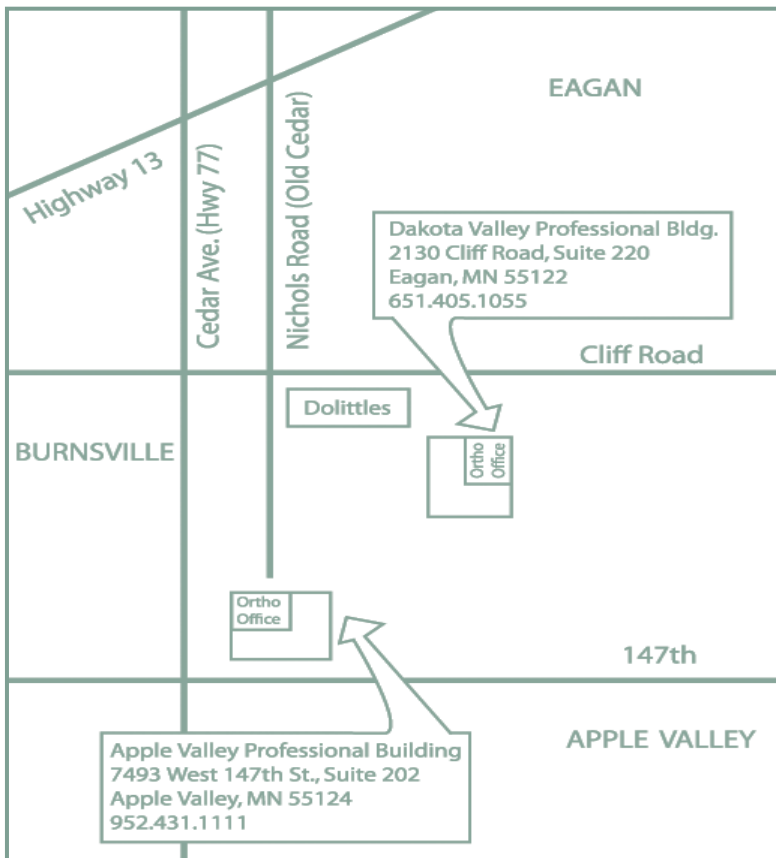 EAGAN
Highway 13
Cedar Ave. (Hwy 77)
Nichols Road (Old Cedar)
Dakota Valley Professional Bldg.
2130 Cliff Road, Suite 220
Eagan, MN 55122
651.405.1055
Cliff Road
Dolittles
BURNSVILLE
Ortho
Office
Ortho
Office
147th
APPLE VALLEY
Apple Valley Professional Building
7493 West 147th St., Suite 202
Apple Valley, MN 55124
952.431.1111